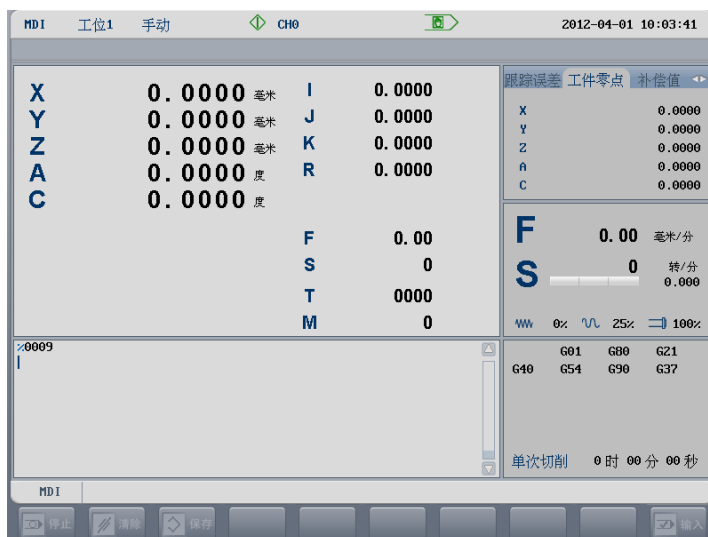 MDI 工位1 手动 CH0 2012-04-01 10:03:41
X 0.0000 毫米 I 0.0000
Y 0.0000 毫米 J 0.0000
Z 0.0000 毫米 K 0.0000
A 0.0000 度 R 0.0000
C 0.0000 度
F 0.00
S 0
T 0000
M 0
跟踪误差 工件零点 补偿值
X 0.0000
Y 0.0000
Z 0.0000
A 0.0000
C 0.0000
F 0.00 毫米/分
S 0 转/分
0.000
0% 25% 100%
%0009
G01 G80 G21
G40 G54 G90 G37
单次切削 0 时 00 分 00 秒
MDI
停止 清除 保存 输入